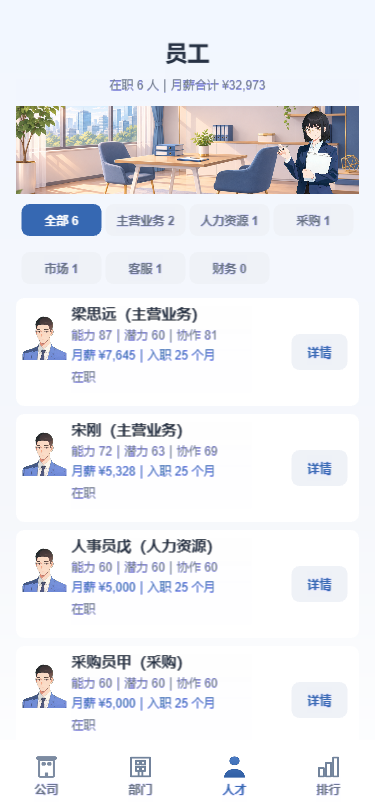 员工
在职 6 人 | 月薪合计 ¥32,973
全部 6
主营业务 2
人力资源 1
采购 1
市场 1
客服 1
财务 0
梁思远（主营业务）
能力 87 | 潜力 60 | 协作 81
月薪 ¥7,645 | 入职 25 个月
在职
详情
宋刚（主营业务）
能力 72 | 潜力 63 | 协作 69
月薪 ¥5,328 | 入职 25 个月
在职
详情
人事员戊（人力资源）
能力 60 | 潜力 60 | 协作 60
月薪 ¥5,000 | 入职 25 个月
在职
详情
采购员甲（采购）
能力 60 | 潜力 60 | 协作 60
月薪 ¥5,000 | 入职 25 个月
在职
详情
公司
部门
人才
排行